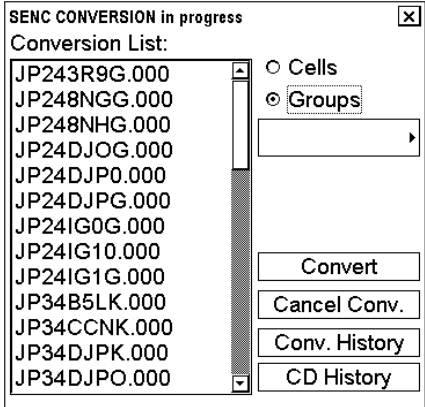 SENC CONVERSION in progress
Conversion List:
JP243R9G.000
JP248NGG.000
JP248NHG.000
JP24DJOG.000
JP24DJP0.000
JP24DJPG.000
JP24IG0G.000
JP24IG10.000
JP24IG1G.000
JP34B5LK.000
JP34CCNK.000
JP34DJPK.000
JP34DJPO.000
Cells
Groups
Convert
Cancel Conv.
Conv. History
CD History